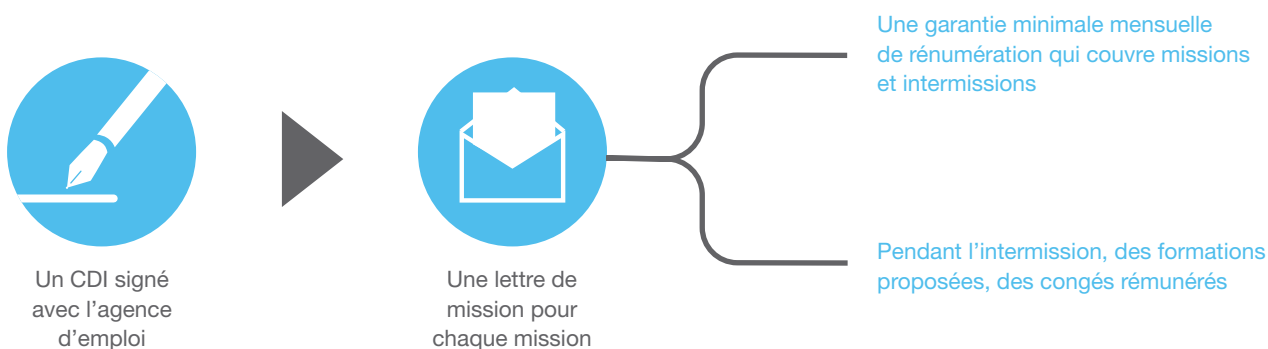 Un CDI signé
avec l’agence
d’emploi
Une lettre de
mission pour
chaque mission
Une garantie minimale mensuelle
de rénumération qui couvre missions
et intermissions
Pendant l’intermission, des formations
proposées, des congés rémunérés